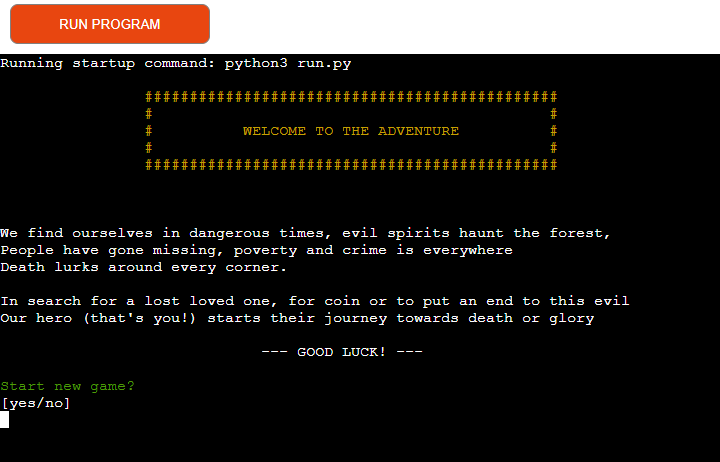 RUN PROGRAM
Running startup command: python3 run.py
##############################################
# #
# WELCOME TO THE ADVENTURE #
# #
##############################################
We find ourselves in dangerous times, evil spirits haunt the forest,
People have gone missing, poverty and crime is everywhere
Death lurks around every corner.
In search for a lost loved one, for coin or to put an end to this evil
Our hero (that's you!) starts their journey towards death or glory
--- GOOD LUCK! ---
Start new game?
[yes/no]